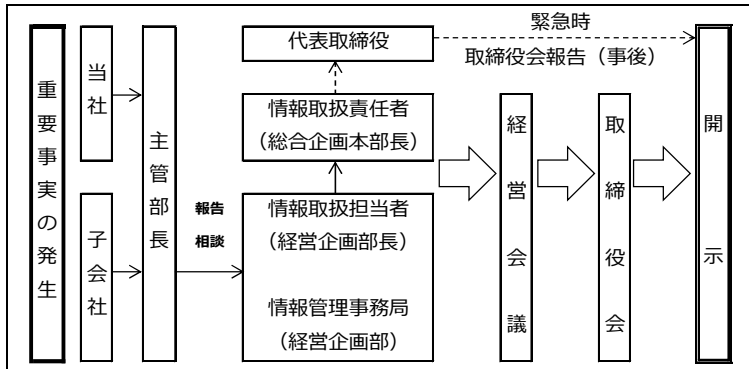 重要事実の発生
当社
子会社
主管部長
報告
相談
代表取締役
情報取扱責任者
（総合企画本部長）
情報取扱担当者
（経営企画部長）
情報管理事務局
（経営企画部）
緊急時
取締役会報告（事後）
経営会議
取締役会
開示